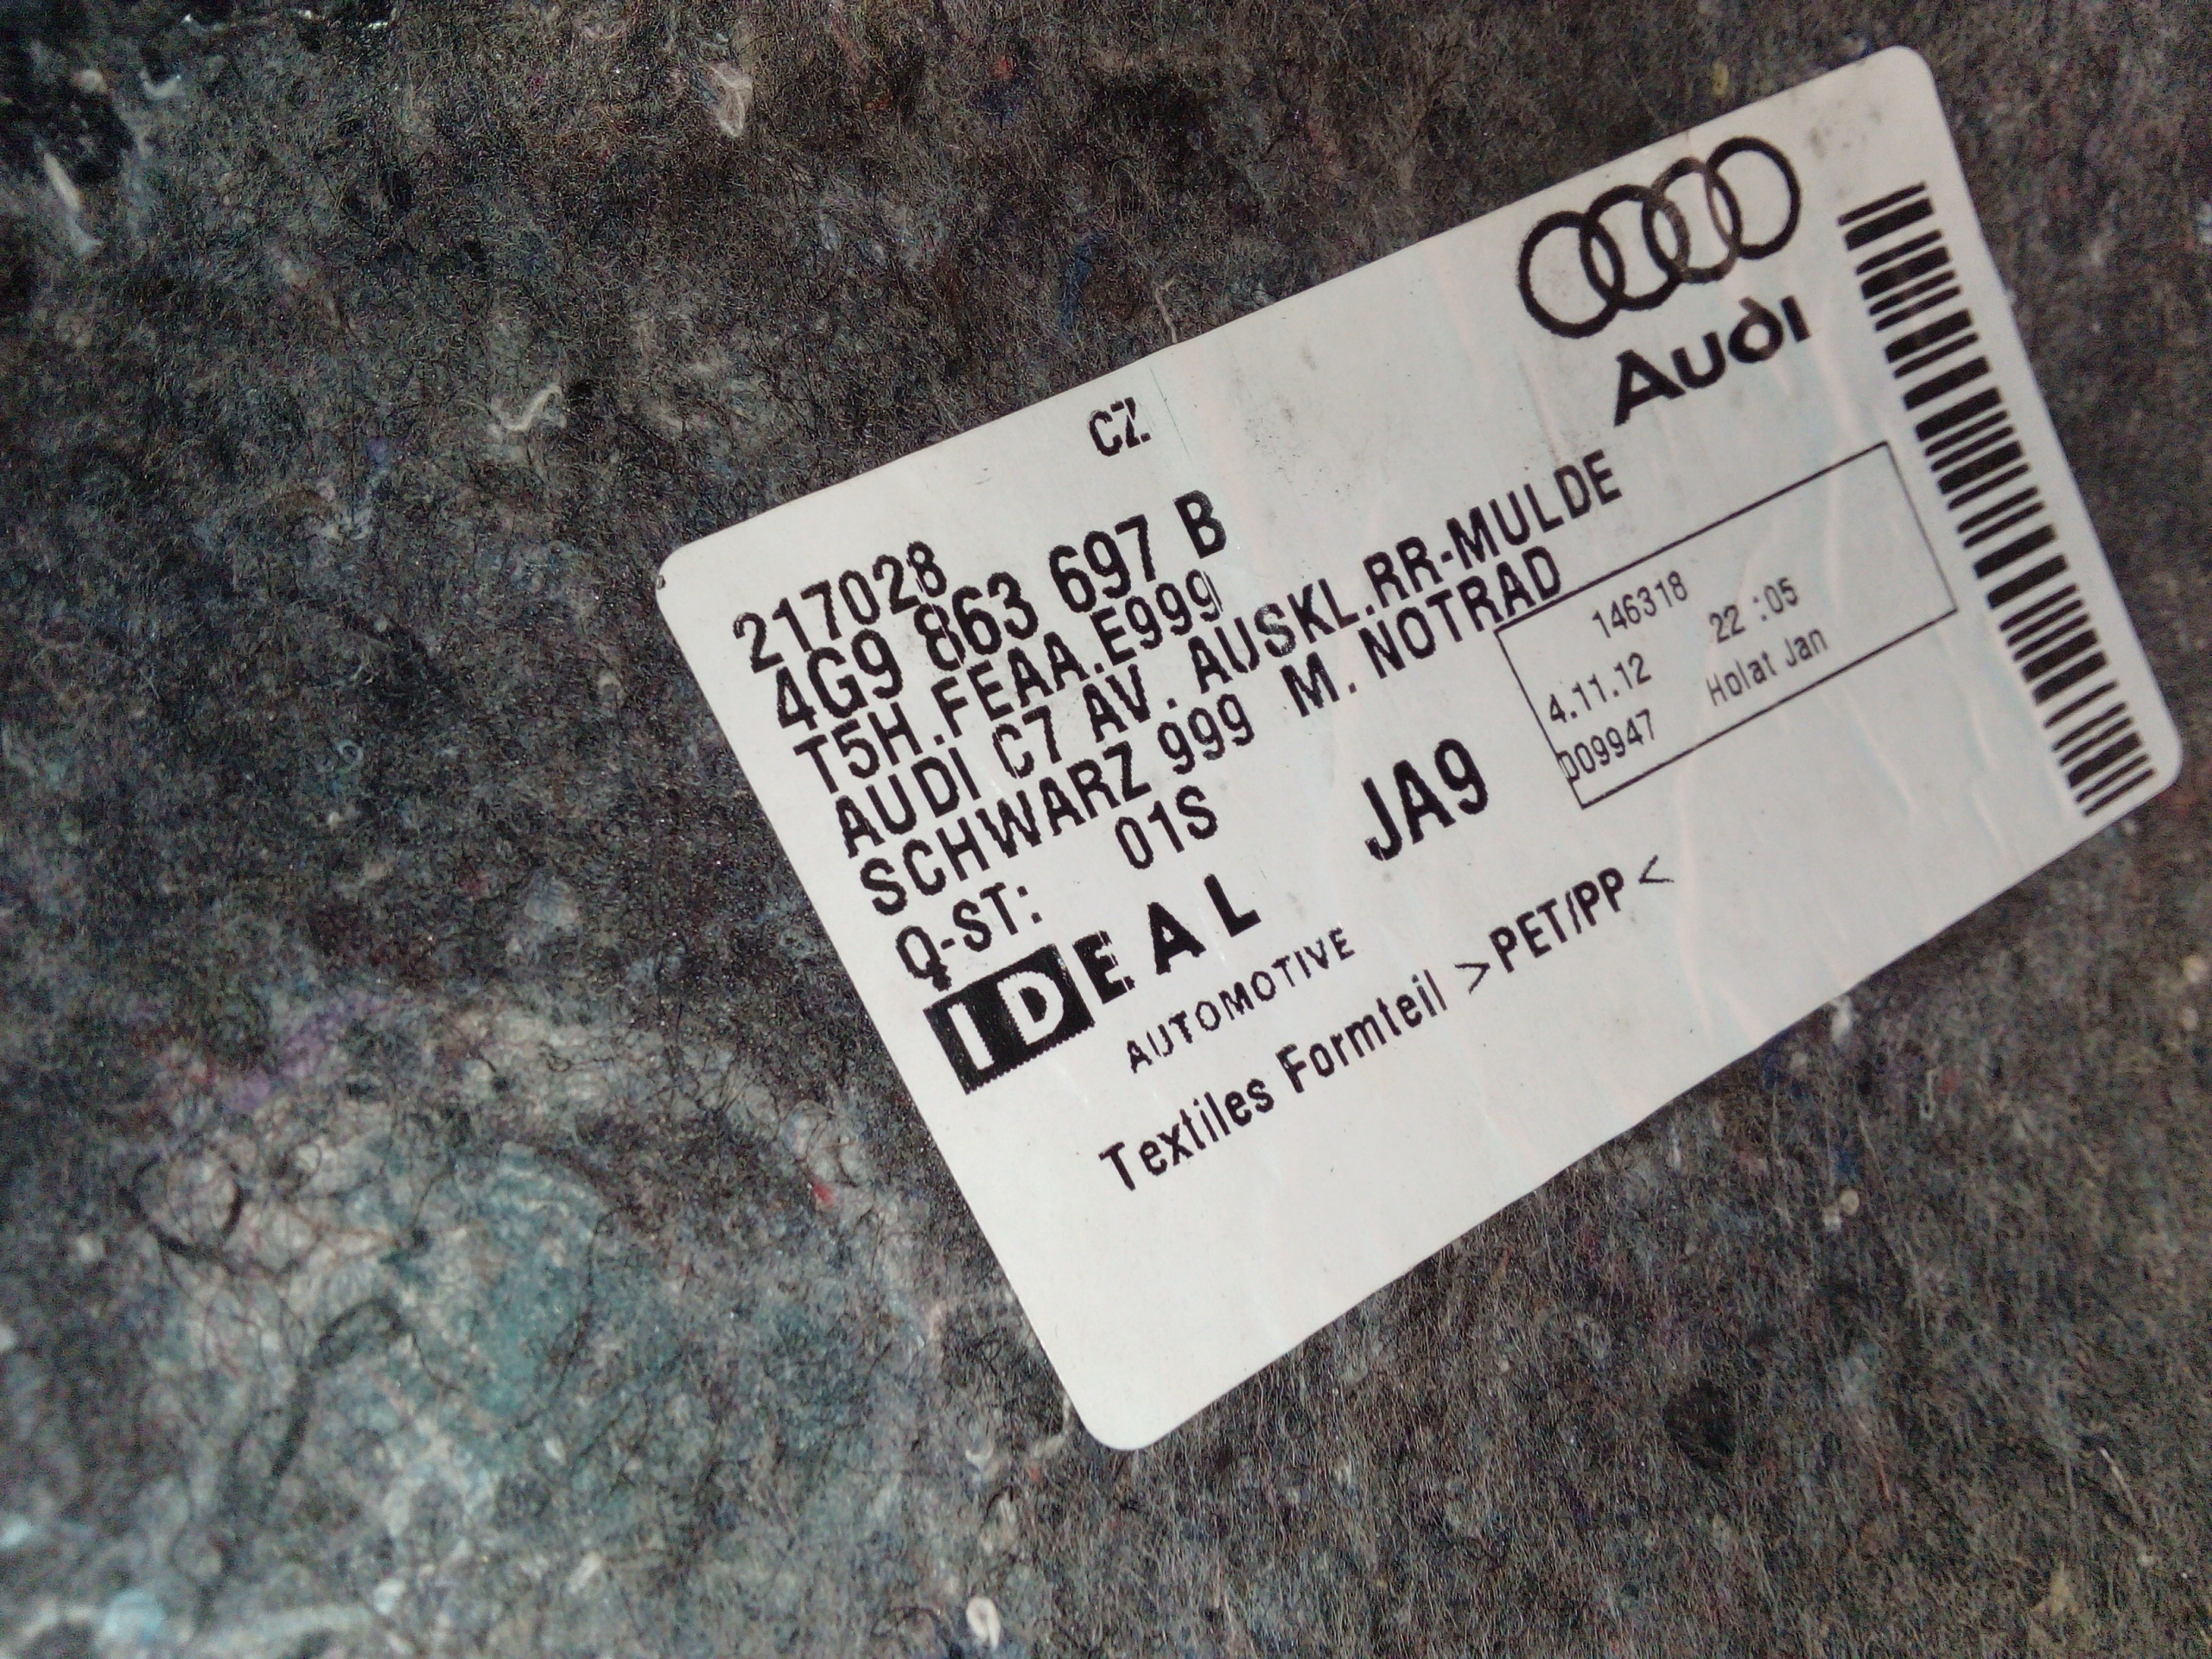 CZ
Audi
217028
4G9 863 697 B
T5H.FEAA.E999
AUDI C7 AV. AUSKL.RR-MULDE
SCHWARZ 999 M. NOTRAD
Q-ST: 01S
JA9
146318
4.11.12 22:05
D09947 Holat Jan
IDEAL
AUTOMOTIVE
Textiles Formteil >PET/PP<